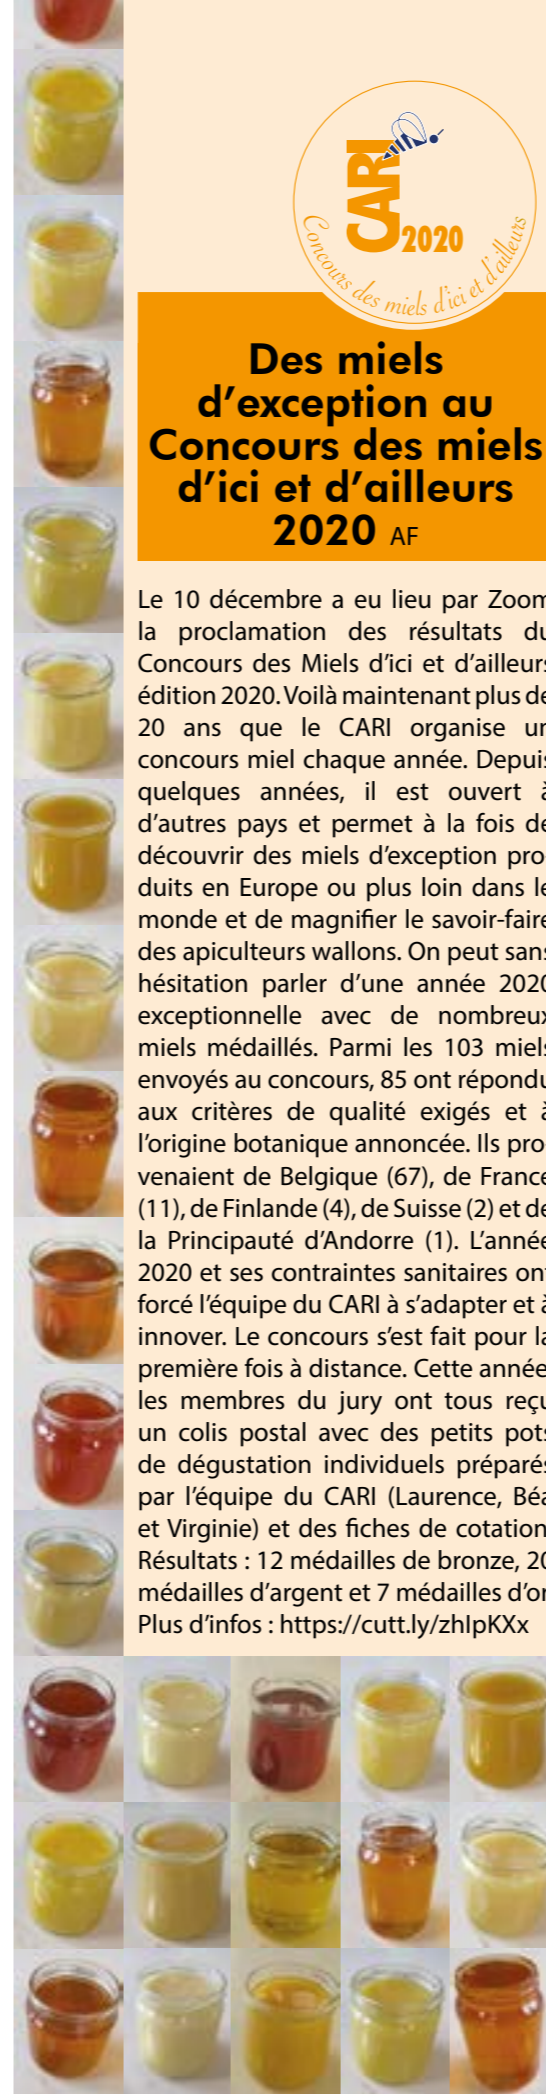 CARI
2020
Concours des miels d'ici et d'ailleurs
Des miels
d'exception au
Concours des miels
d'ici et d'ailleurs
2020 AF
Le 10 décembre a eu lieu par Zoom
la proclamation des résultats du
Concours des Miels d'ici et d'ailleurs
édition 2020. Voilà maintenant plus de
20 ans que le CARI organise un
concours miel chaque année. Depuis
quelques années, il est ouvert à
d'autres pays et permet à la fois de
découvrir des miels d'exception pro-
duits en Europe ou plus loin dans le
monde et de magnifier le savoir-faire
des apiculteurs wallons. On peut sans
hésitation parler d'une année 2020
exceptionnelle avec de nombreux
miels médaillés. Parmi les 103 miels
envoyés au concours, 85 ont répondu
aux critères de qualité exigés et à
l'origine botanique annoncée. Ils pro-
venaient de Belgique (67), de France
(11), de Finlande (4), de Suisse (2) et de
la Principauté d'Andorre (1). L'année
2020 et ses contraintes sanitaires ont
forcé l'équipe du CARI à s'adapter et à
innover. Le concours s'est fait pour la
première fois à distance. Cette année
les membres du jury ont tous reçu
un colis postal avec des petits pots
de dégustation individuels préparés
par l'équipe du CARI (Laurence, Béa
et Virginie) et des fiches de cotation
Résultats : 12 médailles de bronze, 20
médailles d'argent et 7 médailles d'or
Plus d'infos : https://cutt.ly/zhIpKXx